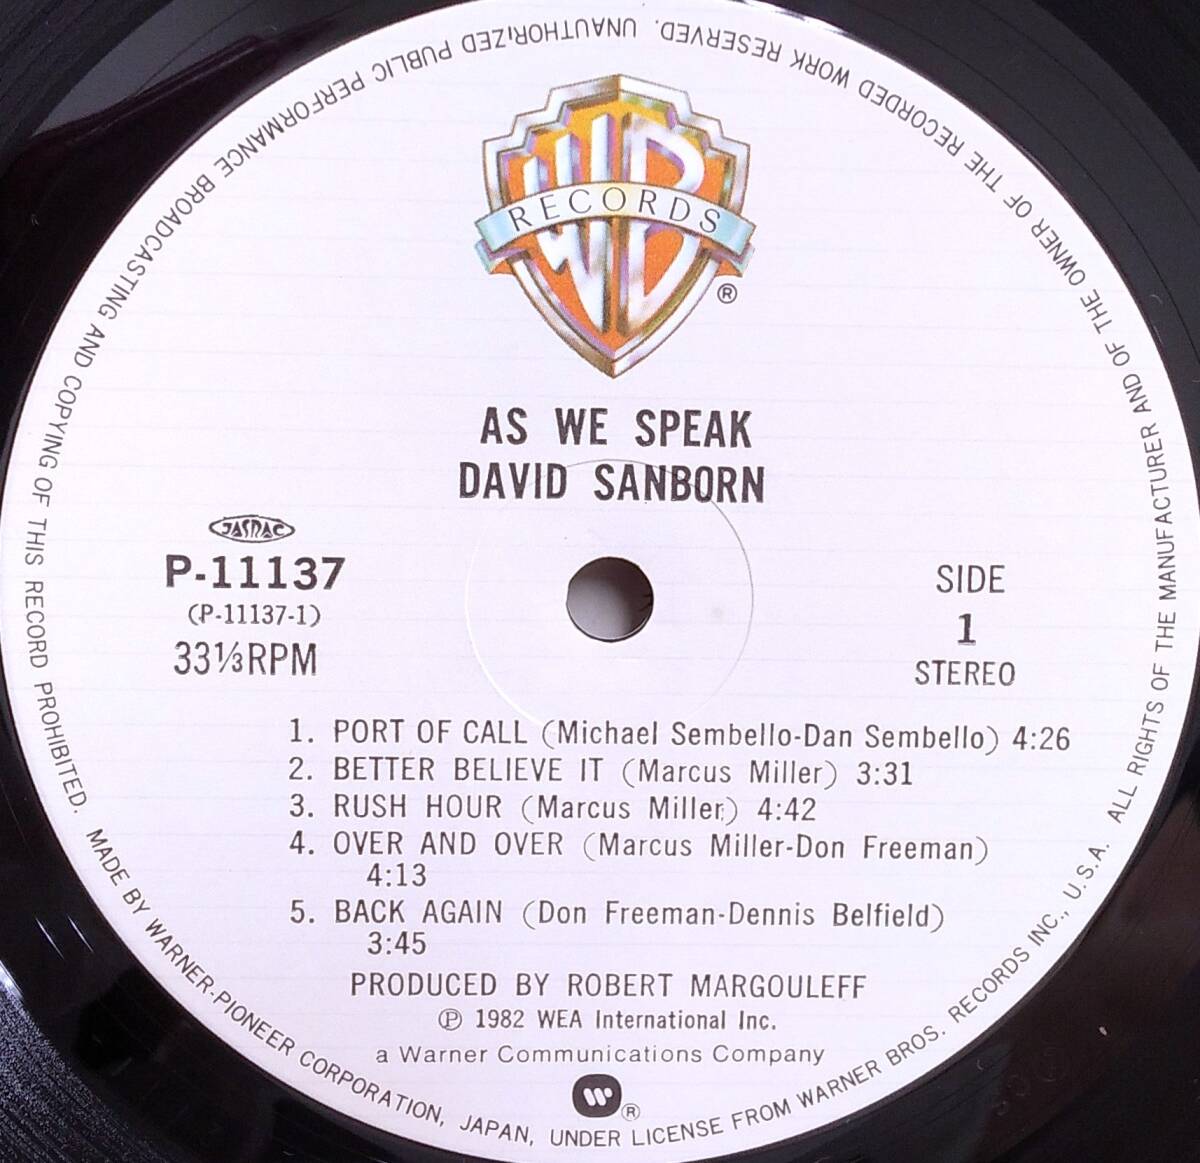 WB
RECORDS
®
AS WE SPEAK
DAVID SANBORN
JASRAC
P-11137
(P-11137-1)
33⅓RPM
SIDE
1
STEREO
1. PORT OF CALL (Michael Sembello-Dan Sembello) 4:26
2. BETTER BELIEVE IT (Marcus Miller) 3:31
3. RUSH HOUR (Marcus Miller) 4:42
4. OVER AND OVER (Marcus Miller-Don Freeman)
4:13
5. BACK AGAIN (Don Freeman-Dennis Belfield)
3:45
PRODUCED BY ROBERT MARGOULEFF
Ⓟ 1982 WEA International Inc.
a Warner Communications Company
®
MADE BY WARNER-PIONEER CORPORATION, JAPAN, UNDER LICENSE FROM WARNER BROS. RECORDS INC., U.S.A. ALL RIGHTS OF THE MANUFACTURER AND OF THE OWNER OF THE RECORDED WORK RESERVED. UNAUTHORIZED PUBLIC PERFORMANCE BROADCASTING AND COPYING OF THIS RECORD PROHIBITED.